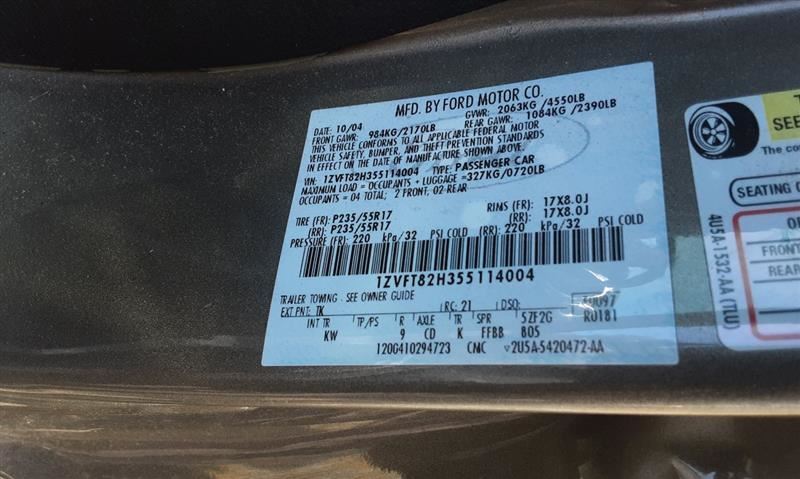 MFD. BY FORD MOTOR CO.
DATE: 10/04 GVWR: 2063KG /4550LB
FRONT GAWR: 984KG/2170LB REAR GAWR: 1084KG /2390LB
THIS VEHICLE CONFORMS TO ALL APPLICABLE FEDERAL MOTOR
VEHICLE SAFETY, BUMPER, AND THEFT PREVENTION STANDARDS
IN EFFECT ON THE DATE OF MANUFACTURE SHOWN ABOVE.
VIN: 1ZVFT82H355114004 TYPE: PASSENGER CAR
MAXIMUM LOAD = OCCUPANTS + LUGGAGE =327KG/0720LB
OCCUPANTS = 04 TOTAL; 2 FRONT, 02-REAR
TIRE (FR): P235/55R17 RIMS (FR): 17X8.0J
(RR): P235/55R17 (RR): 17X8.0J
PRESSURE (FR): 220 kPa/32 PSI COLD (RR): 220 kPa/32 PSI COLD
1ZVFT82H355114004
TRAILER TOWING - SEE OWNER GUIDE
EXT PNT: TK RC: 21 DSO:
INT TR TP/PS R AXLE TR SPR 5ZF2G R0181
KW 9 CD K FFBB 805
120G410294723 CMC ▽2U5A-5420472-AA
SEE
The co
SEATING
FRONT
REAR
4U5A-1532-AA (TLU)